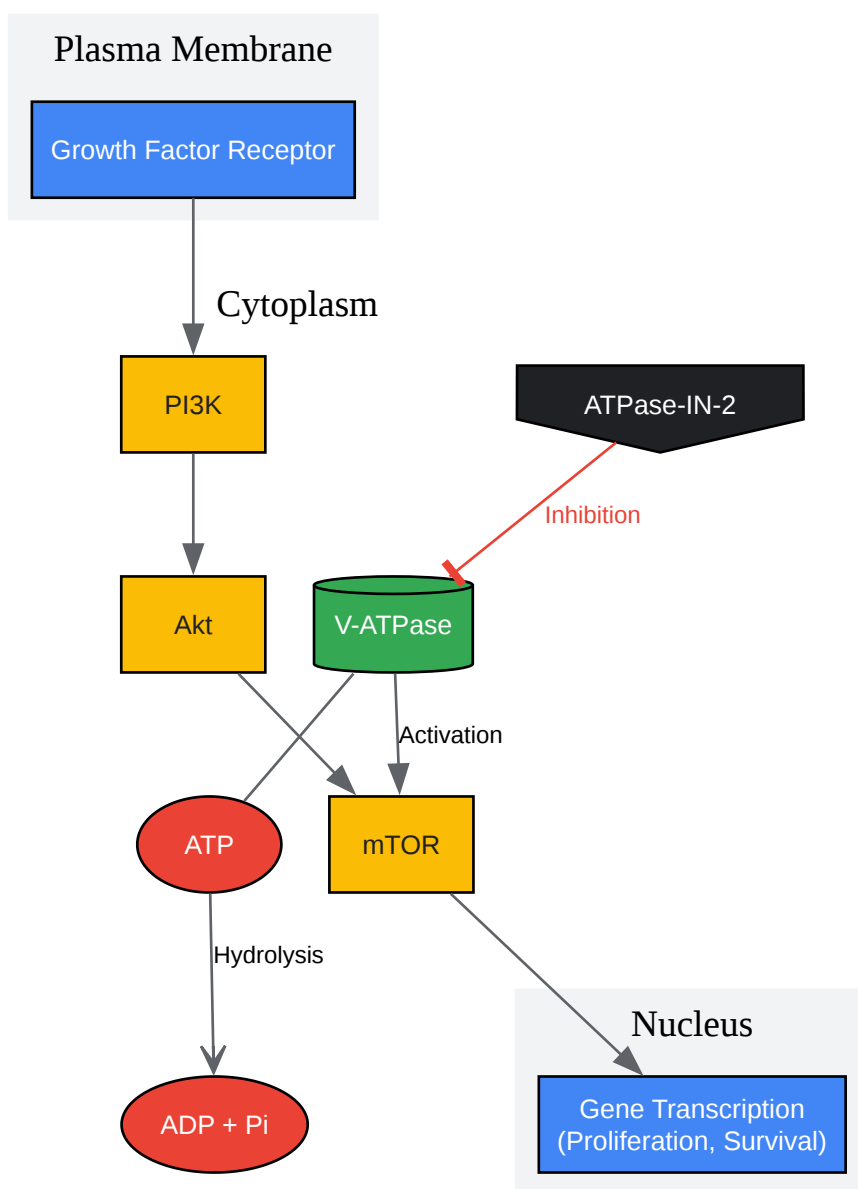 Plasma Membrane
Growth Factor Receptor
Cytoplasm
PI3K
ATPase-IN-2
Inhibition
Akt
V-ATPase
Activation
ATP
mTOR
Hydrolysis
Nucleus
ADP + Pi
Gene Transcription
(Proliferation, Survival)